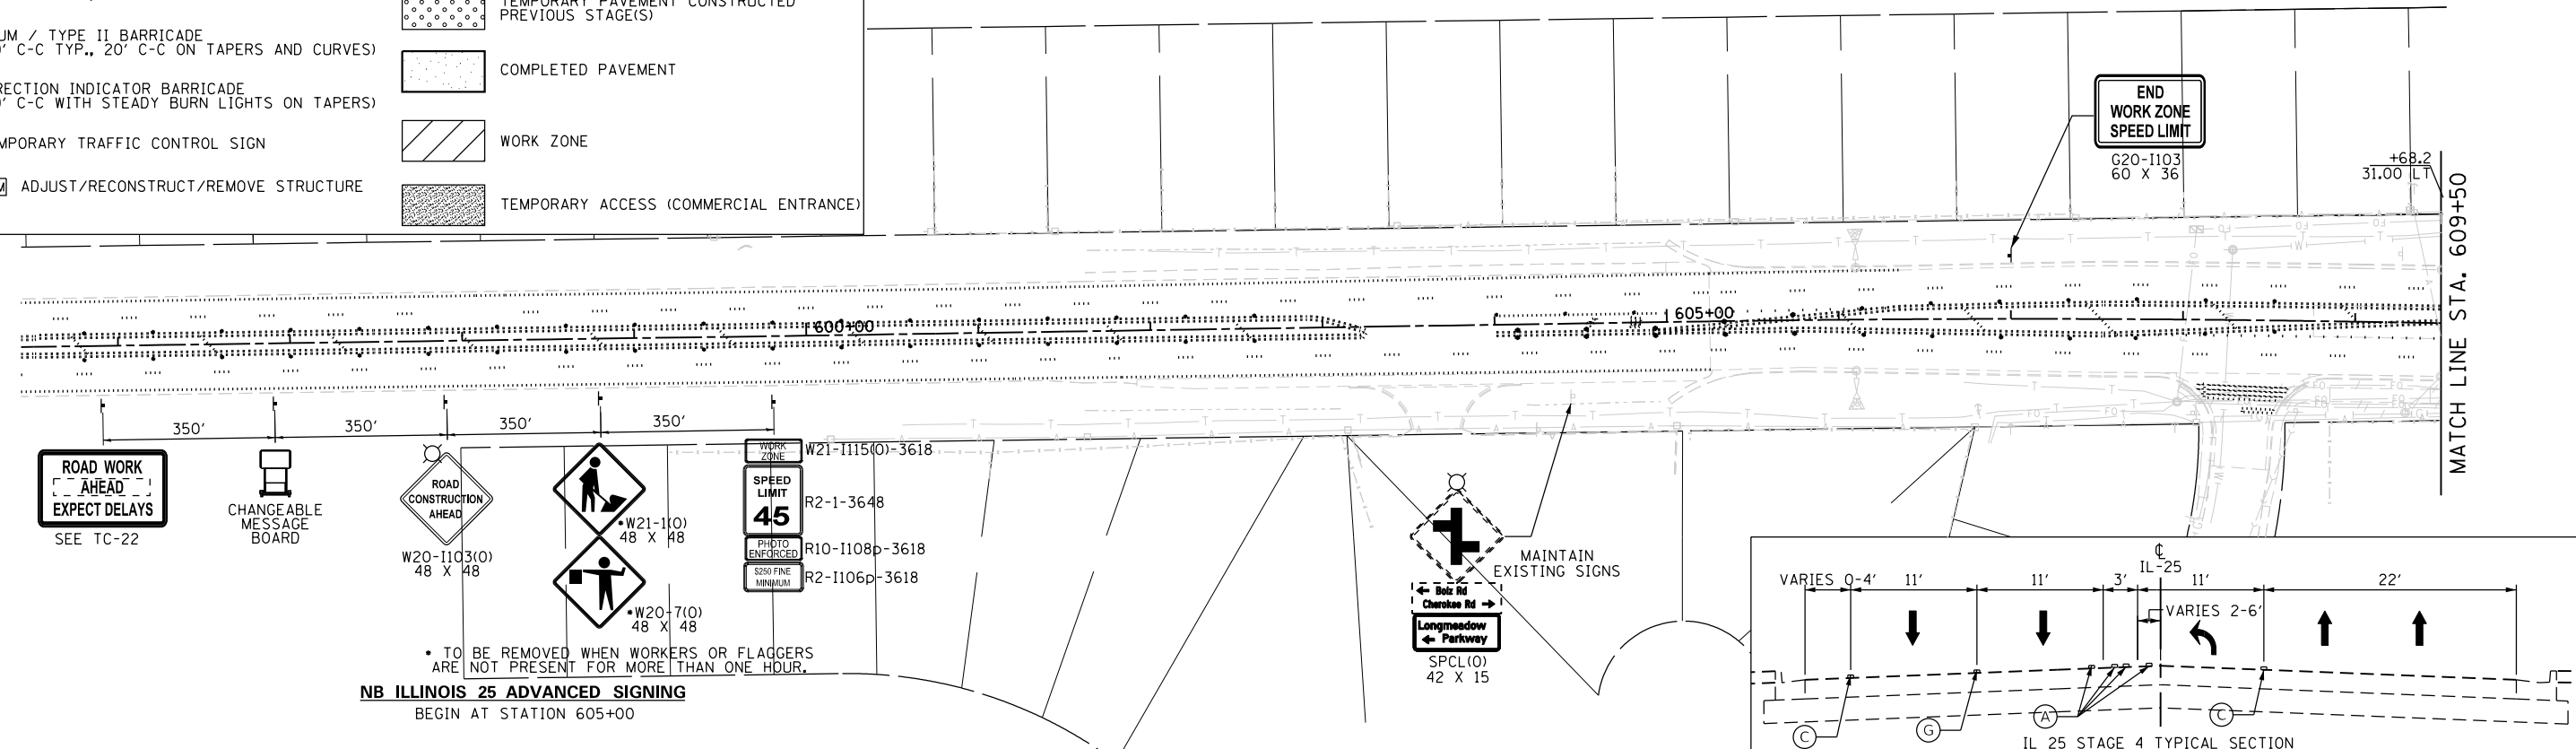 TEMPORARY PAVEMENT CONSTRUCTED
PREVIOUS STAGE(S)
UM / TYPE II BARRICADE
' C-C TYP., 20' C-C ON TAPERS AND CURVES)
COMPLETED PAVEMENT
RECTION INDICATOR BARRICADE
' C-C WITH STEADY BURN LIGHTS ON TAPERS)
MPORARY TRAFFIC CONTROL SIGN
WORK ZONE
M ADJUST/RECONSTRUCT/REMOVE STRUCTURE
TEMPORARY ACCESS (COMMERCIAL ENTRANCE)
END
WORK ZONE
SPEED LIMIT
G20-I103
60 X 36
+68.2
31.00 LT
MATCH LINE STA. 609+50
600+00
605+00
350'
350'
350'
350'
ROAD WORK
AHEAD
EXPECT DELAYS
SEE TC-22
CHANGEABLE
MESSAGE
BOARD
ROAD
CONSTRUCTION
AHEAD
W20-I103(O)
48 X 48
*W21-1(O)
48 X 48
*W20-7(O)
48 X 48
WORK
ZONE
W21-I115(O)-3618
SPEED
LIMIT
45
R2-1-3648
PHOTO
ENFORCED
R10-I108p-3618
$250 FINE
MINIMUM
R2-I106p-3618
* TO BE REMOVED WHEN WORKERS OR FLAGGERS
ARE NOT PRESENT FOR MORE THAN ONE HOUR.
NB ILLINOIS 25 ADVANCED SIGNING
BEGIN AT STATION 605+00
MAINTAIN
EXISTING SIGNS
← Bolz Rd
Cherokee Rd →
Longmeadow
← Parkway
SPCL(O)
42 X 15
℄
IL-25
VARIES 0-4'
11'
11'
3'
11'
22'
VARIES 2-6'
C
G
A
C
IL 25 STAGE 4 TYPICAL SECTION